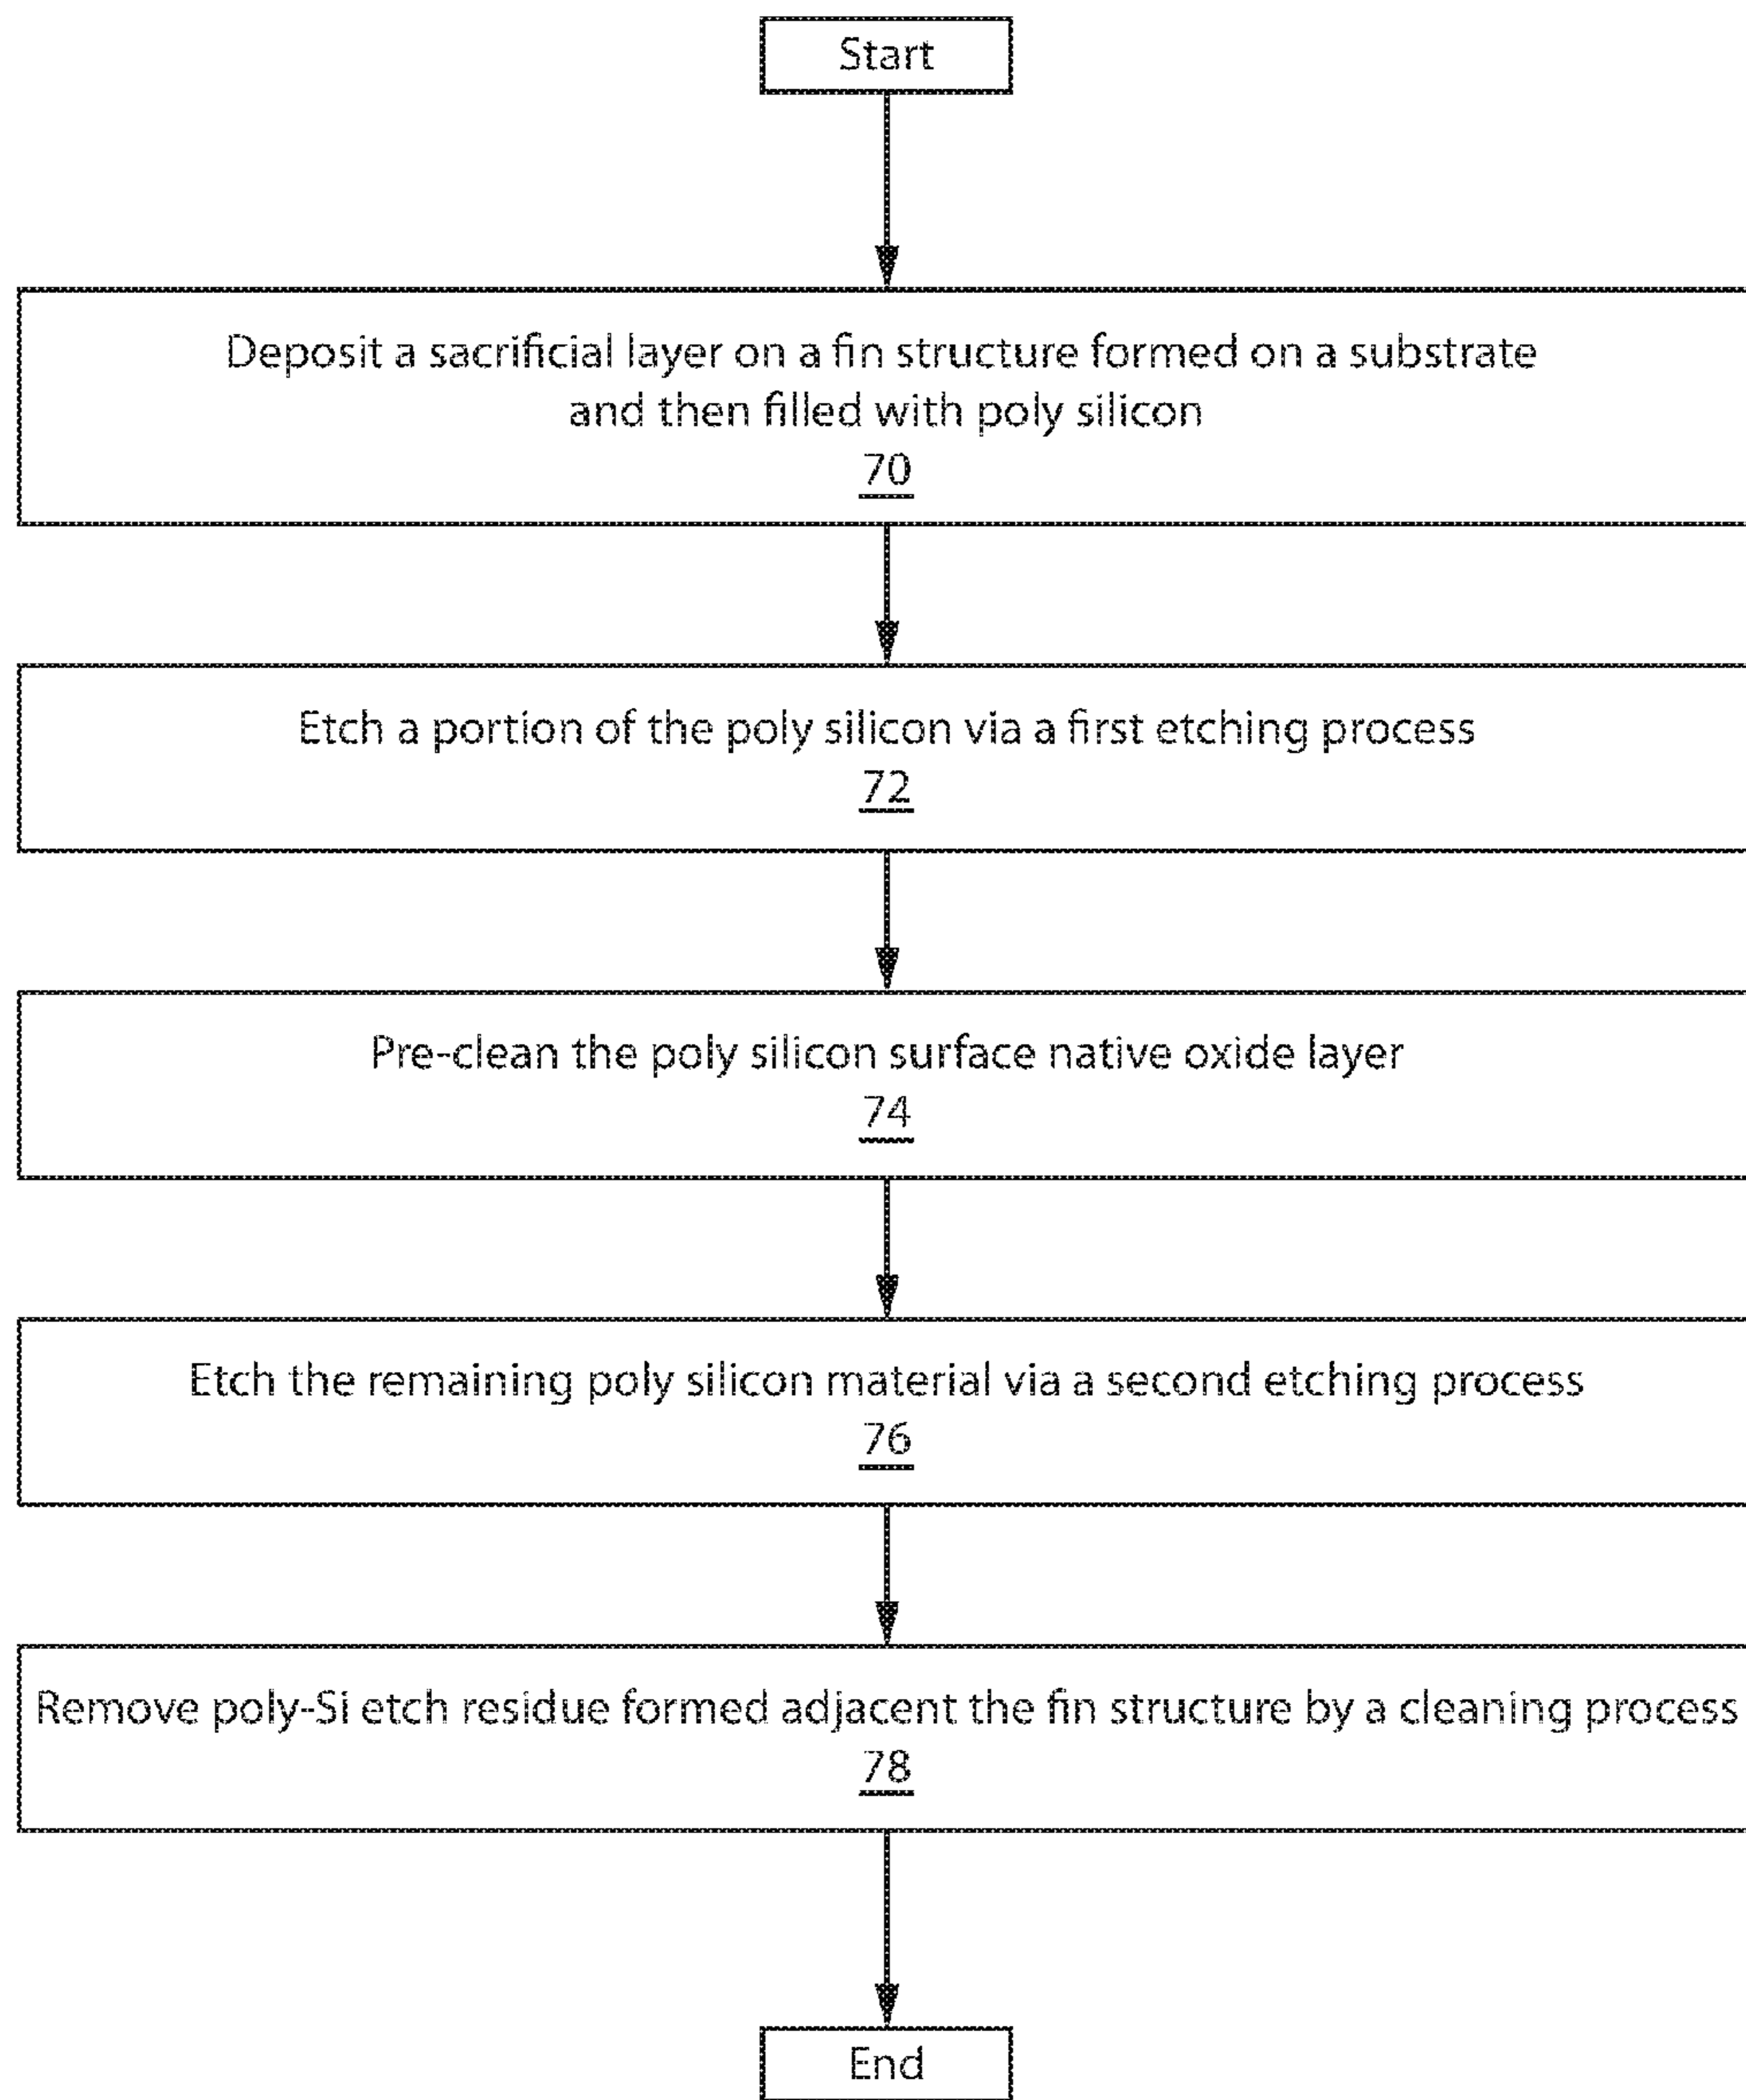 Start
Deposit a sacrificial layer on a fin structure formed on a substrate
and then filled with poly silicon
70
Etch a portion of the poly silicon via a first etching process
72
Pre-clean the poly silicon surface native oxide layer
74
Etch the remaining poly silicon material via a second etching process
76
Remove poly-Si etch residue formed adjacent the fin structure by a cleaning process
78
End